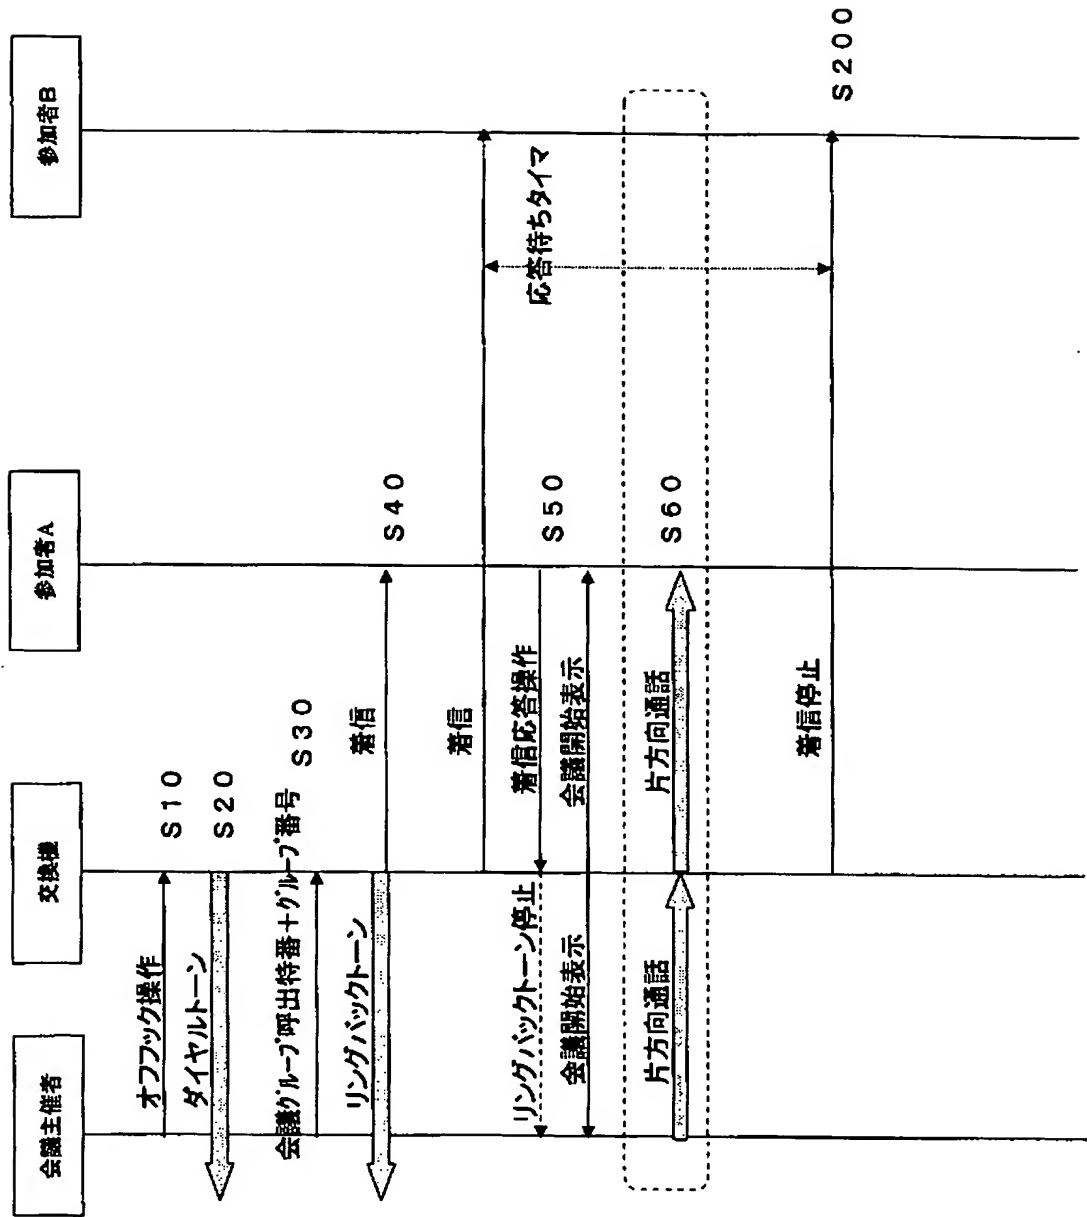 会議主催者
交換機
参加者A
参加者B
オフフック操作
S10
ダイヤルトーン
S20
会議グループ呼出特番+グループ番号
S30
リングバックトーン
着信
S40
着信
応答待ちタイマ
リングバックトーン停止
着信応答操作
S50
会議開始表示
会議開始表示
片方向通話
片方向通話
S60
着信停止
S200